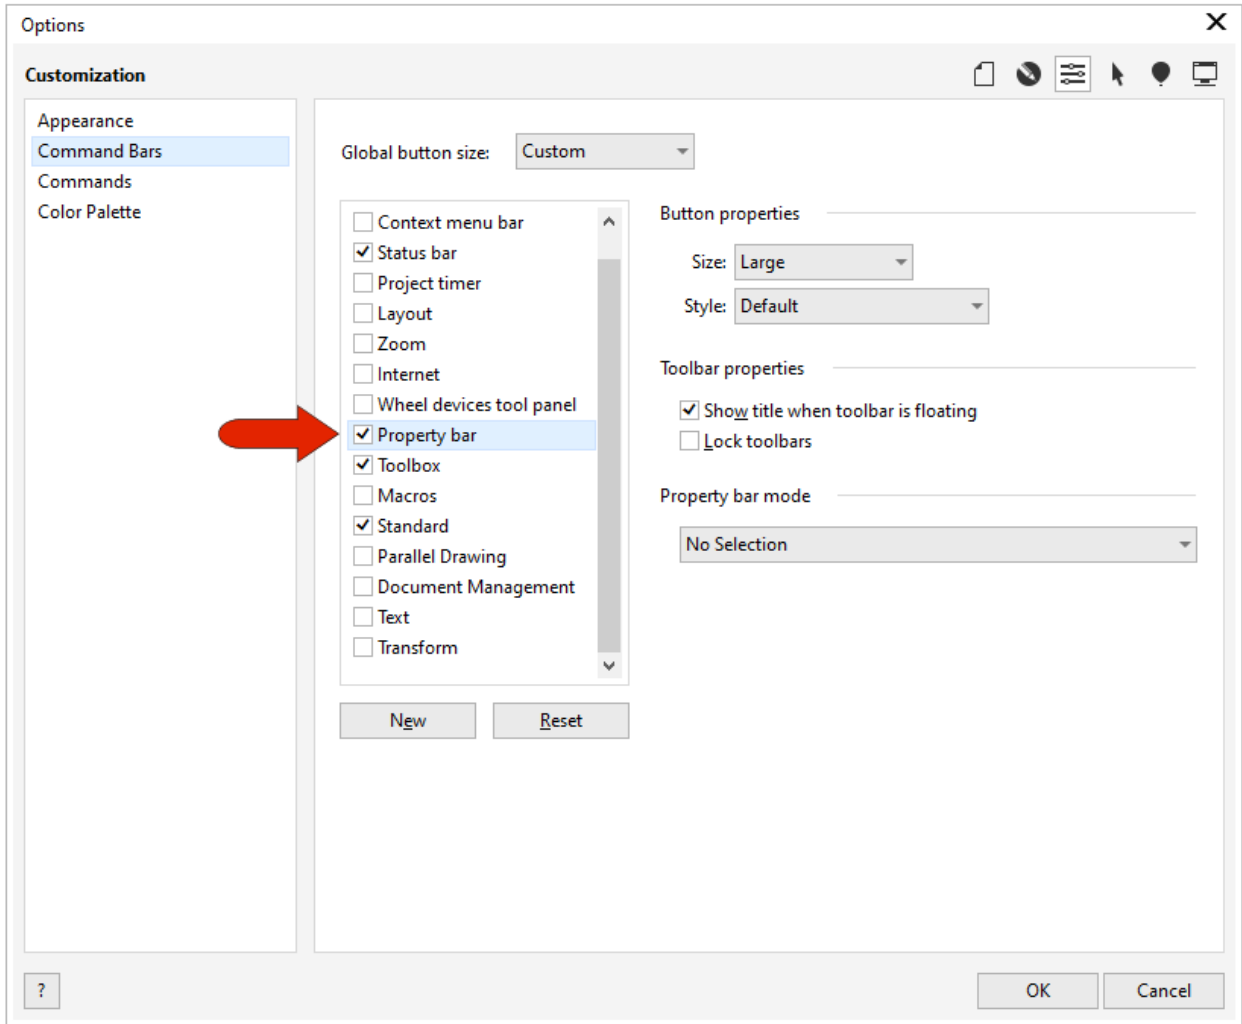 Options
Customization
Appearance
Command Bars
Commands
Color Palette
Global button size: Custom
Context menu bar
Status bar
Project timer
Layout
Zoom
Internet
Wheel devices tool panel
Property bar
Toolbox
Macros
Standard
Parallel Drawing
Document Management
Text
Transform
New
Reset
Button properties
Size: Large
Style: Default
Toolbar properties
Show title when toolbar is floating
Lock toolbars
Property bar mode
No Selection
?
OK
Cancel